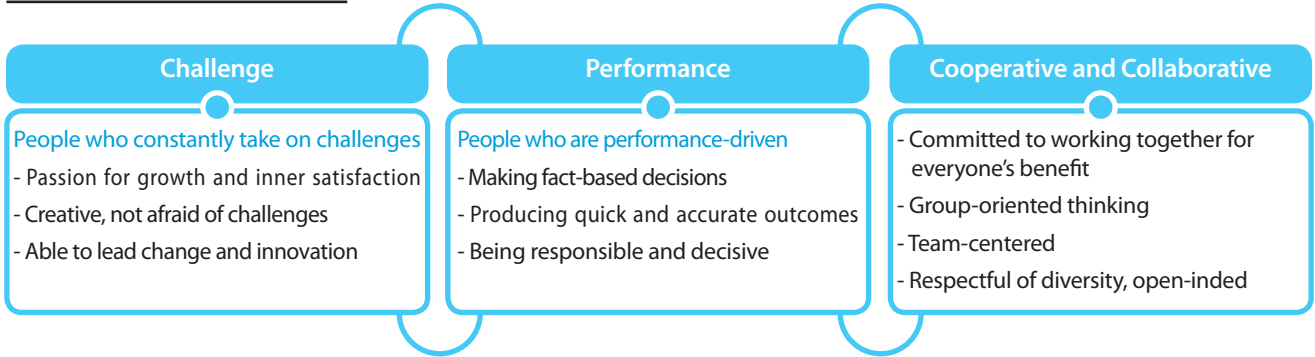 Challenge
People who constantly take on challenges
- Passion for growth and inner satisfaction
- Creative, not afraid of challenges
- Able to lead change and innovation
Performance
People who are performance-driven
- Making fact-based decisions
- Producing quick and accurate outcomes
- Being responsible and decisive
Cooperative and Collaborative
- Committed to working together for
everyone’s benefit
- Group-oriented thinking
- Team-centered
- Respectful of diversity, open-inded